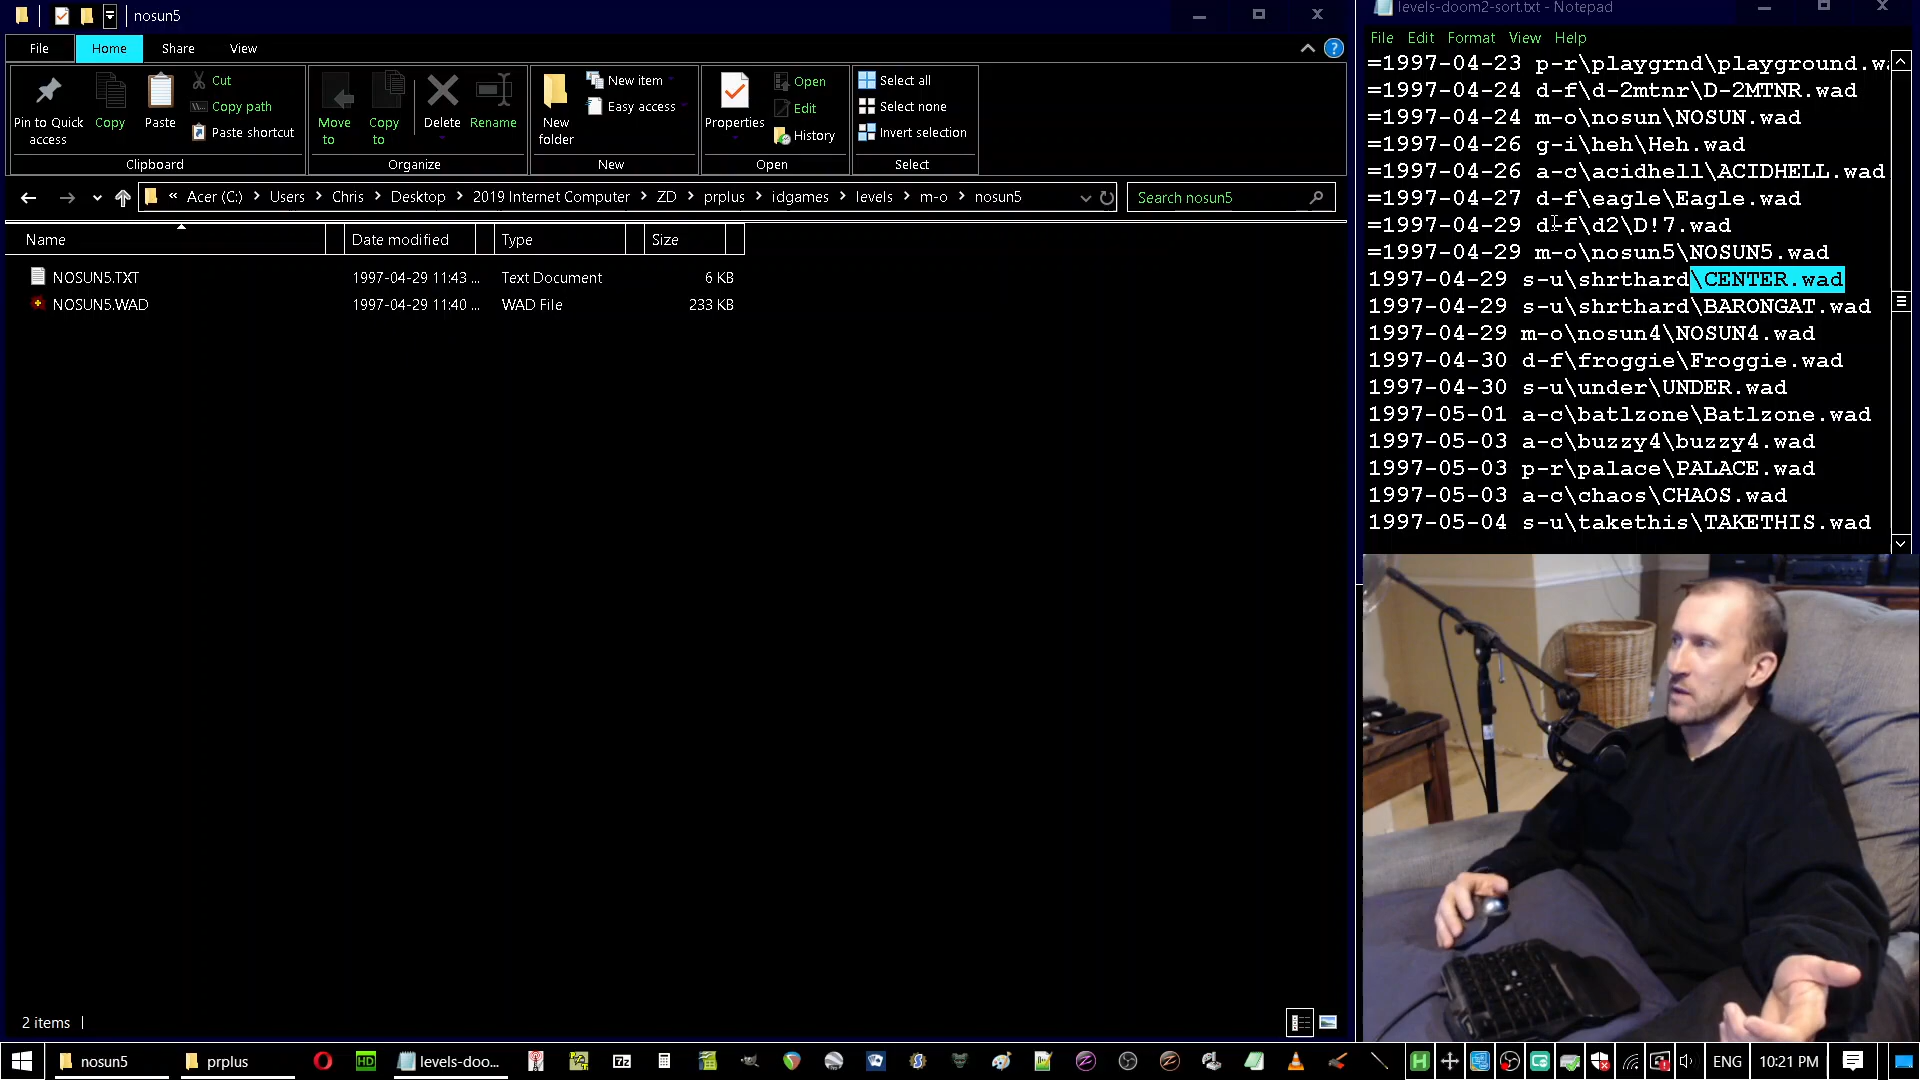 nosun5
File Home Share View
Pin to Quick access
Copy
Paste
Cut
Copy path
Paste shortcut
Clipboard
Move to
Copy to
Delete
Rename
Organize
New folder
New item
Easy access
New
Properties
Open
Edit
History
Open
Select all
Select none
Invert selection
Select
« Acer (C:) > Users > Chris > Desktop > 2019 Internet Computer > ZD > prplus > idgames > levels > m-o > nosun5
Search nosun5
Name Date modified Type Size
NOSUN5.TXT 1997-04-29 11:43 ... Text Document 6 KB
NOSUN5.WAD 1997-04-29 11:40 ... WAD File 233 KB
2 items
levels-doom2-sort.txt - Notepad
File Edit Format View Help
=1997-04-23 p-r\playgrnd\playground.wa
=1997-04-24 d-f\d-2mtnr\D-2MTNR.wad
=1997-04-24 m-o\nosun\NOSUN.wad
=1997-04-26 g-i\heh\Heh.wad
=1997-04-26 a-c\acidhell\ACIDHELL.wad
=1997-04-27 d-f\eagle\Eagle.wad
=1997-04-29 d-f\d2\D!7.wad
=1997-04-29 m-o\nosun5\NOSUN5.wad
1997-04-29 s-u\shrthard\CENTER.wad
1997-04-29 s-u\shrthard\BARONGAT.wad
1997-04-29 m-o\nosun4\NOSUN4.wad
1997-04-30 d-f\froggie\Froggie.wad
1997-04-30 s-u\under\UNDER.wad
1997-05-01 a-c\batlzone\Batlzone.wad
1997-05-03 a-c\buzzy4\buzzy4.wad
1997-05-03 p-r\palace\PALACE.wad
1997-05-03 a-c\chaos\CHAOS.wad
1997-05-04 s-u\takethis\TAKETHIS.wad
nosun5 prplus HD levels-doo... 7z ENG 10:21 PM